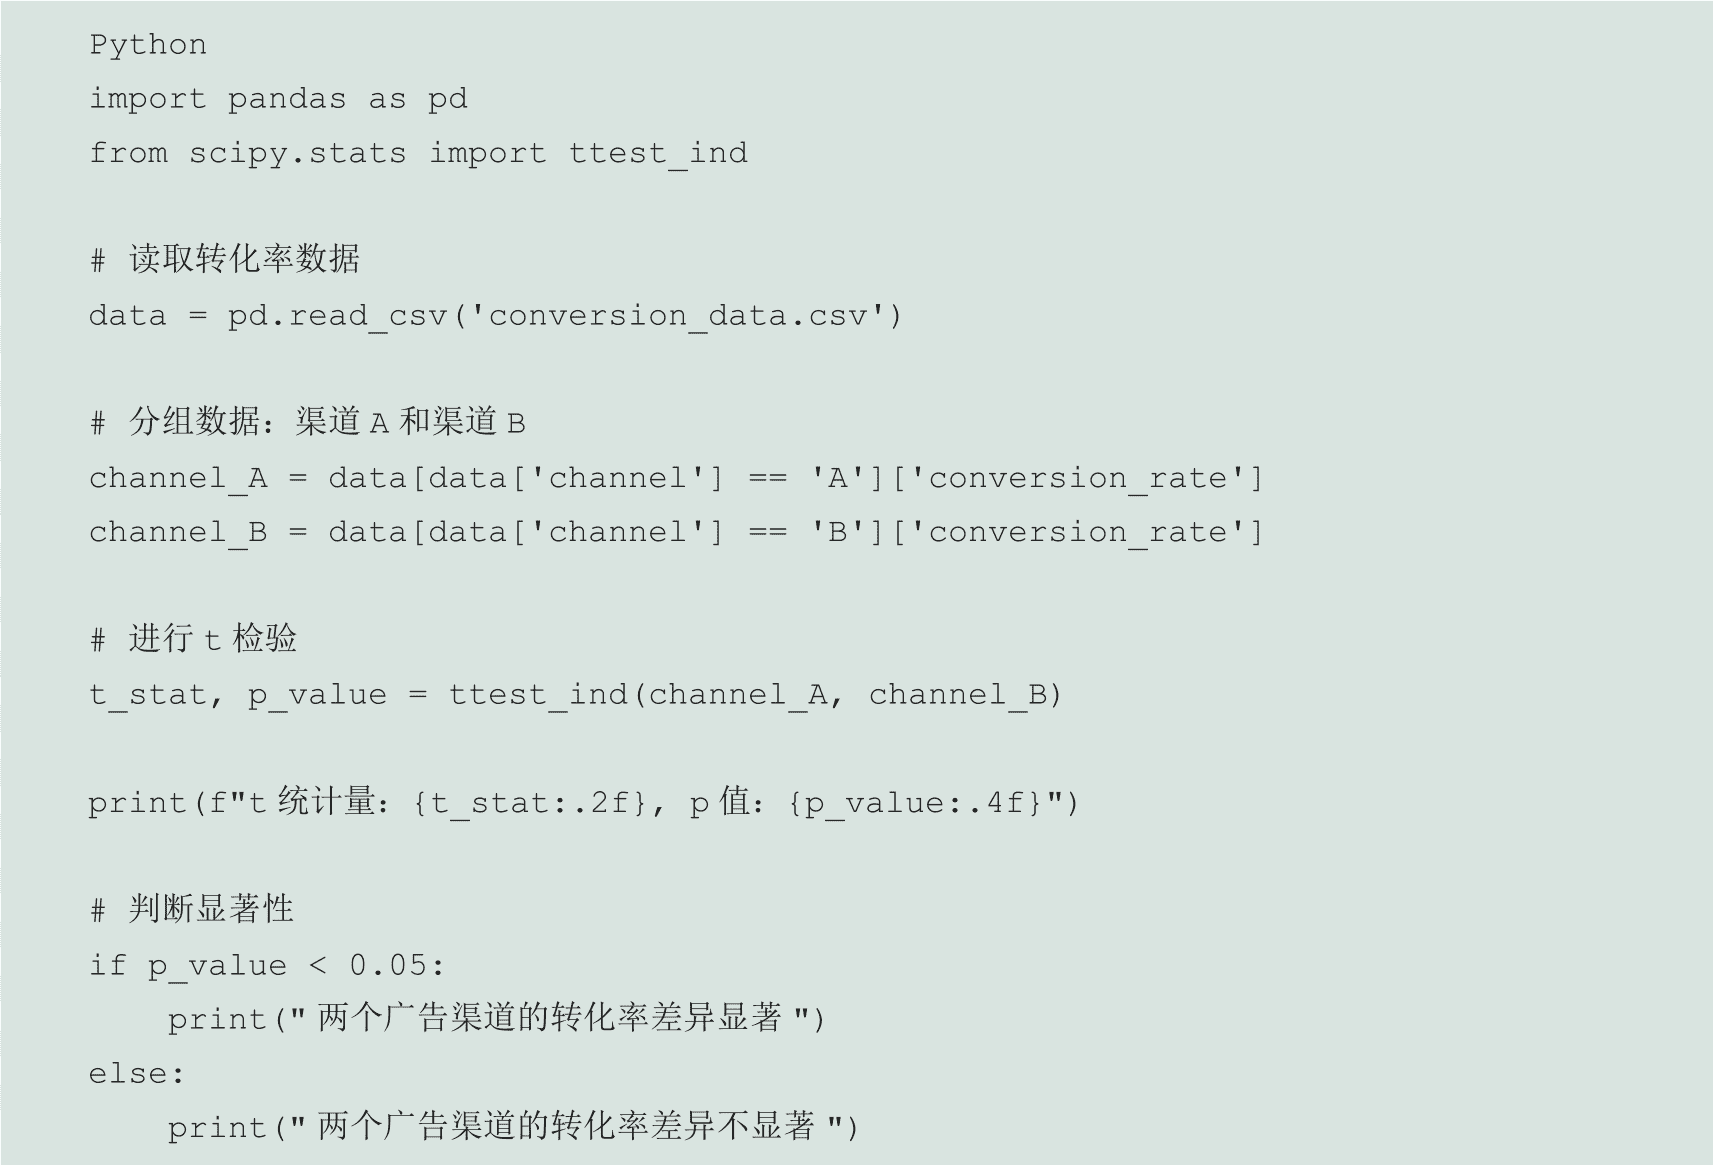 Python
import pandas as pd
from scipy.stats import ttest_ind
# 读取转化率数据
data = pd.read_csv('conversion_data.csv')
# 分组数据：渠道 A 和渠道 B
channel_A = data[data['channel'] == 'A']['conversion_rate']
channel_B = data[data['channel'] == 'B']['conversion_rate']
# 进行 t 检验
t_stat, p_value = ttest_ind(channel_A, channel_B)
print(f"t 统计量：{t_stat:.2f}, p 值：{p_value:.4f}")
# 判断显著性
if p_value < 0.05:
    print(" 两个广告渠道的转化率差异显著 ")
else:
    print(" 两个广告渠道的转化率差异不显著 ")